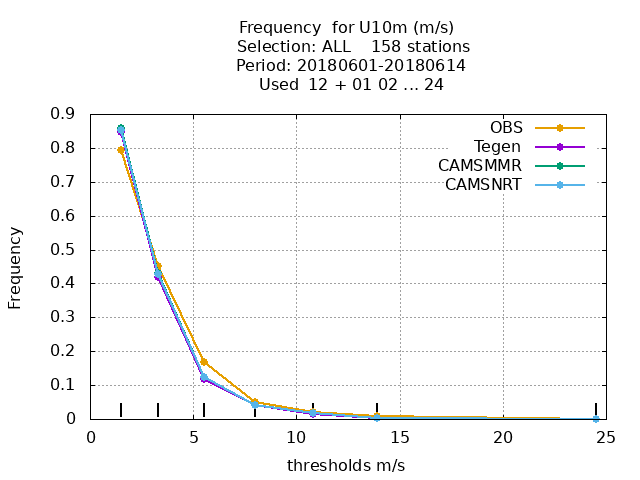 Frequency  for U10m (m/s)
Selection: ALL    158 stations
Period: 20180601-20180614
Used  12 + 01 02 ... 24
0.9
0.8
0.7
0.6
0.5
0.4
0.3
0.2
0.1
0
Frequency
OBS
Tegen
CAMSMMR
CAMSNRT
0 5 10 15 20 25
thresholds m/s